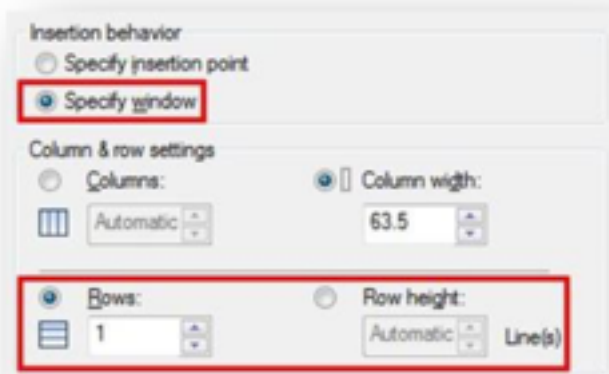 Insertion behavior
Specify insertion point
Specify window
Column & row settings
Columns: Column width:
Automatic 63.5
Rows: Row height:
1 Automatic Line(s)